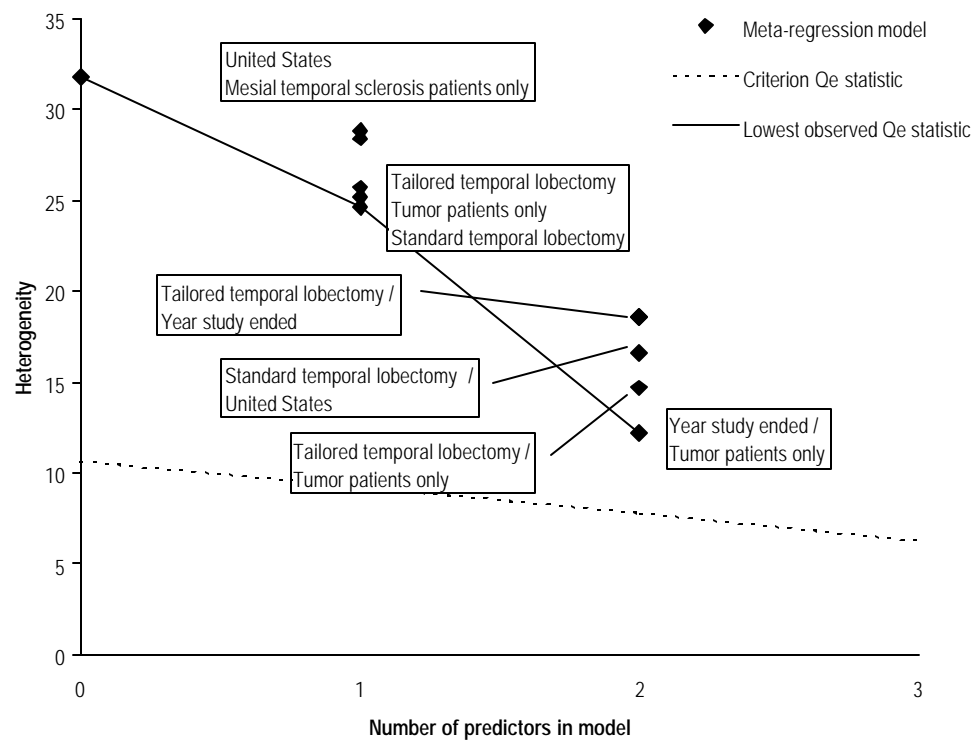 35
30
25
20
15
10
5
0
Heterogeneity
0
1
2
3
Number of predictors in model
Meta-regression model
Criterion Qe statistic
Lowest observed Qe statistic
United States
Mesial temporal sclerosis patients only
Tailored temporal lobectomy
Tumor patients only
Standard temporal lobectomy
Tailored temporal lobectomy /
Year study ended
Standard temporal lobectomy /
United States
Tailored temporal lobectomy /
Tumor patients only
Year study ended /
Tumor patients only